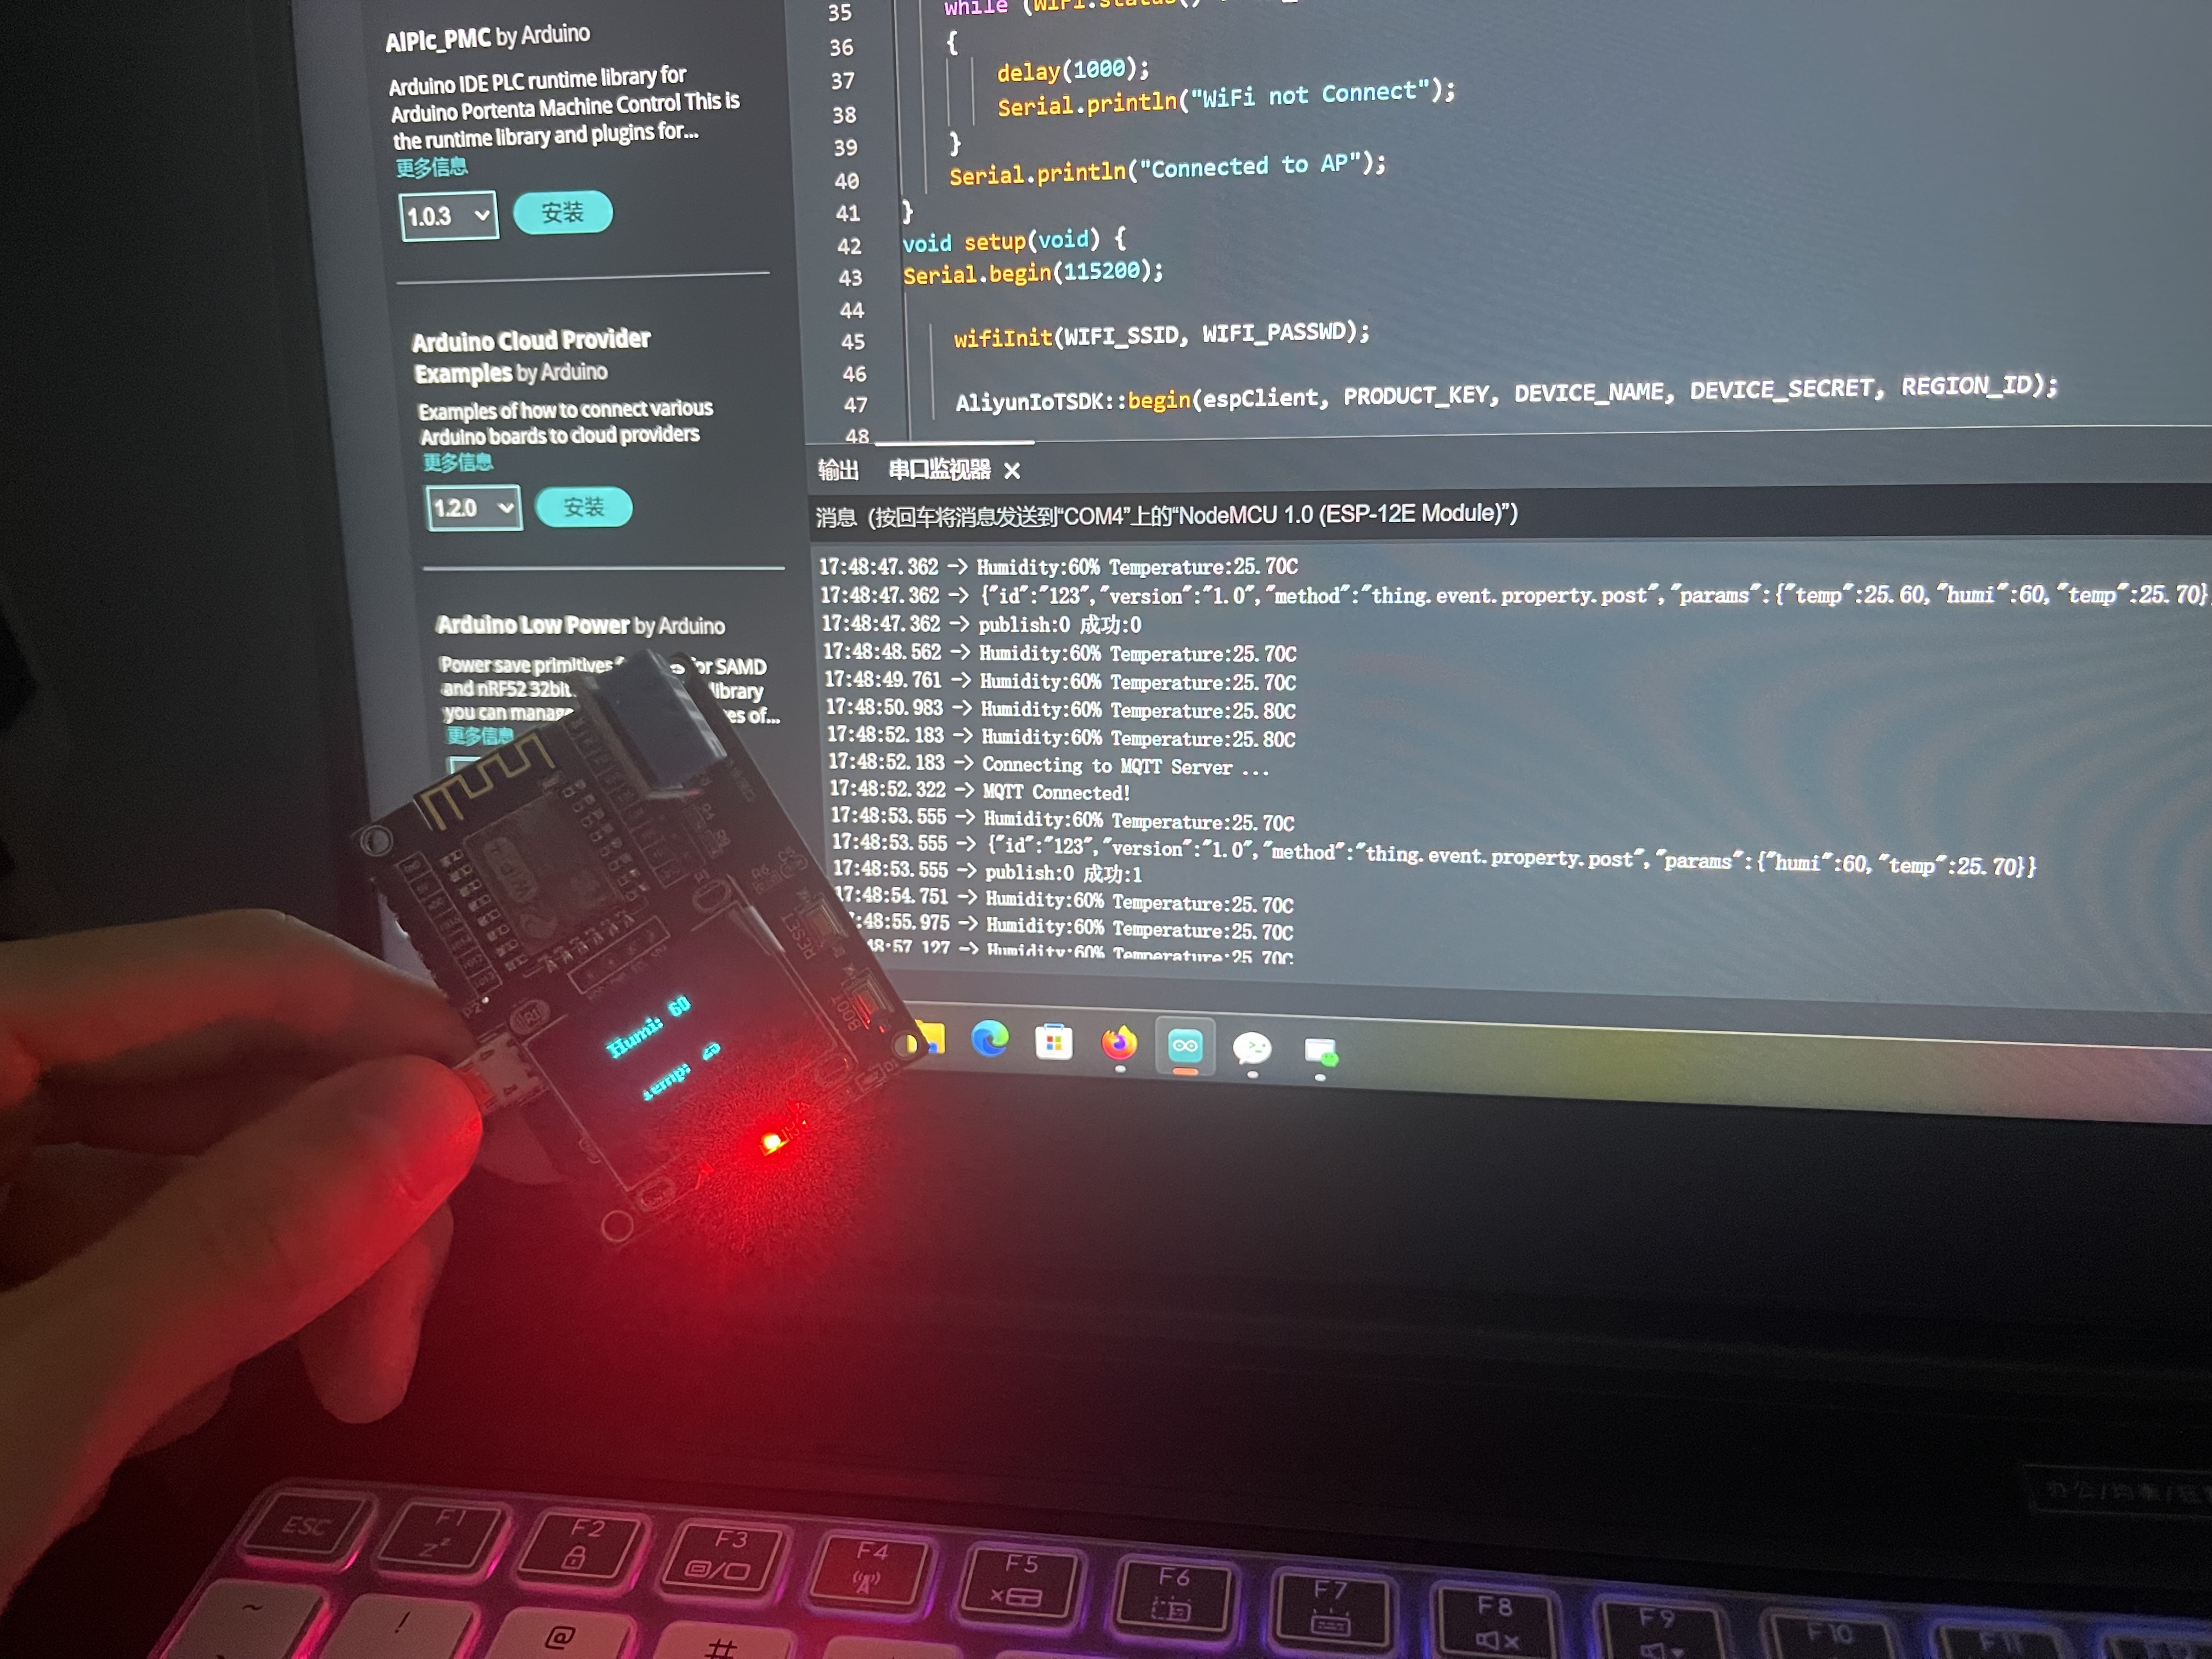 AIPlc_PMC by Arduino
Arduino IDE PLC runtime library for
Arduino Portenta Machine Control This is
the runtime library and plugins for...
更多信息
1.0.3
安装
Arduino Cloud Provider
Examples by Arduino
Examples of how to connect various
Arduino boards to cloud providers
更多信息
1.2.0
安装
Arduino Low Power by Arduino
Power save primitives for SAMD
and nRF52 32bit library
you can manage es of...
更多信息
35 while (WiFi.status()
36 {
37 delay(1000);
38 Serial.println("WiFi not Connect");
39 }
40 Serial.println("Connected to AP");
41 }
42 void setup(void) {
43 Serial.begin(115200);
44
45 wifiInit(WIFI_SSID, WIFI_PASSWD);
46
47 AliyunIoTSDK::begin(espClient, PRODUCT_KEY, DEVICE_NAME, DEVICE_SECRET, REGION_ID);
48
输出 串口监视器 ×
消息（按回车将消息发送到“COM4”上的“NodeMCU 1.0 (ESP-12E Module)”）
17:48:47.362 -> Humidity:60% Temperature:25.70C
17:48:47.362 -> {"id":"123","version":"1.0","method":"thing.event.property.post","params":{"temp":25.60,"humi":60,"temp":25.70}
17:48:47.362 -> publish:0 成功:0
17:48:48.562 -> Humidity:60% Temperature:25.70C
17:48:49.761 -> Humidity:60% Temperature:25.70C
17:48:50.983 -> Humidity:60% Temperature:25.80C
17:48:52.183 -> Humidity:60% Temperature:25.80C
17:48:52.183 -> Connecting to MQTT Server ...
17:48:52.322 -> MQTT Connected!
17:48:53.555 -> Humidity:60% Temperature:25.70C
17:48:53.555 -> {"id":"123","version":"1.0","method":"thing.event.property.post","params":{"humi":60,"temp":25.70}}
17:48:53.555 -> publish:0 成功:1
17:48:54.751 -> Humidity:60% Temperature:25.70C
:48:55.975 -> Humidity:60% Temperature:25.70C
48:57.127 -> Humidity:60% Temperature:25.70C
WIFI
RESE
BOOT
P2
Humi: 60
temp:
ESC F1 F2 F3 F4 F5 F6 F7 F8 F9 F10 F11
Z
~ ! @ #